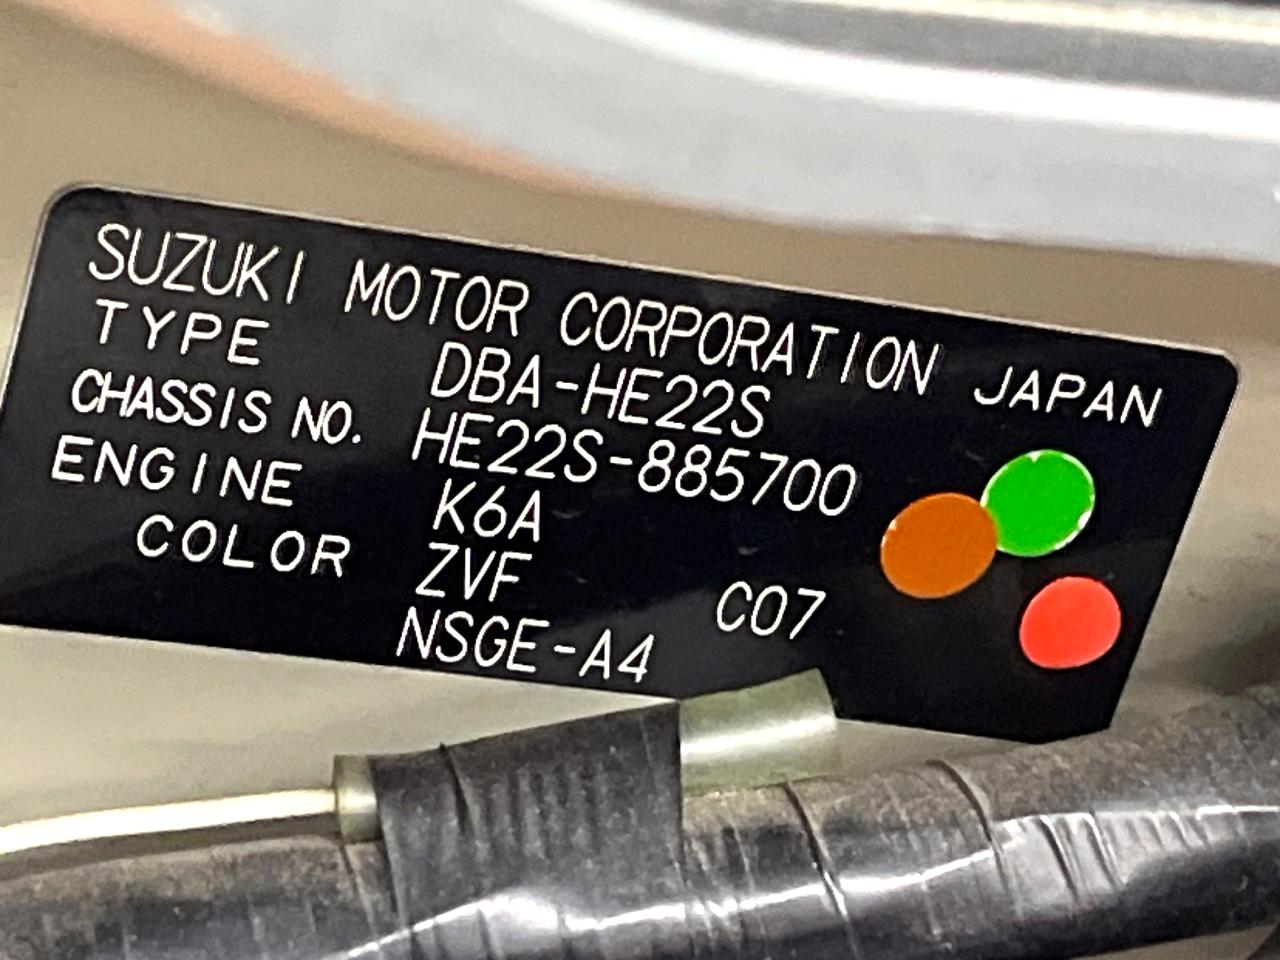 SUZUKI MOTOR CORPORATION JAPAN
TYPE DBA-HE22S
CHASSIS NO. HE22S-885700
ENGINE K6A
COLOR ZVF C07
NSGE-A4